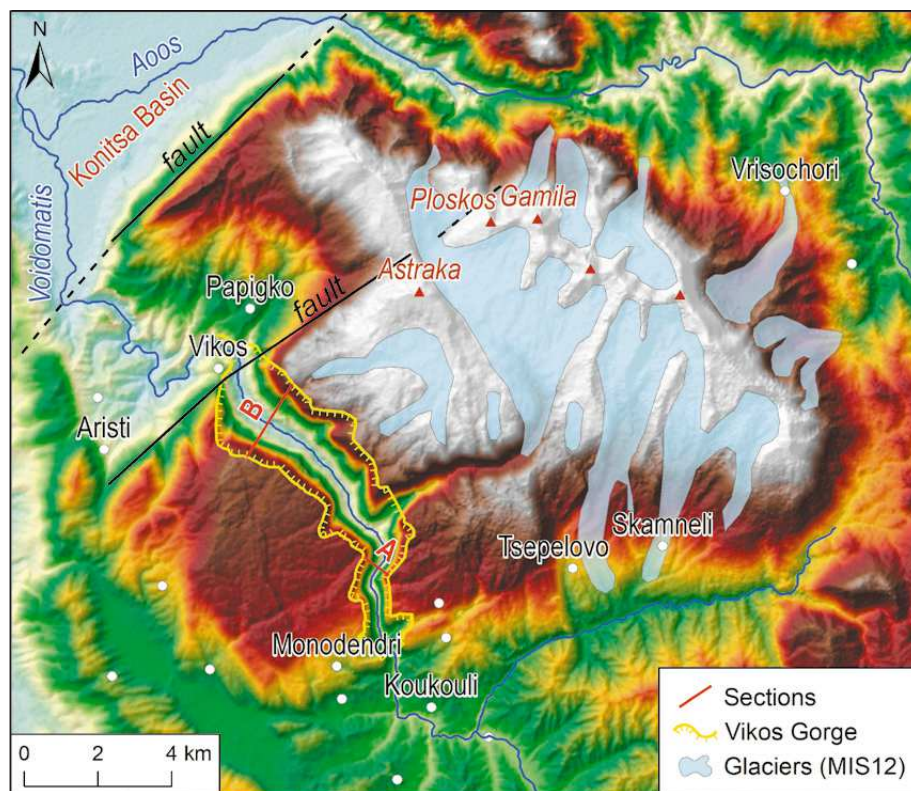 N
Aoos
Konitsa Basin
fault
Voidomatis
Vrisochori
Ploskos
Gamila
Astraka
Papigko
fault
Vikos
B
Aristi
A
Skamneli
Tsepelovo
Monodendri
Koukouli
Sections
Vikos Gorge
Glaciers (MIS12)
0 2 4 km